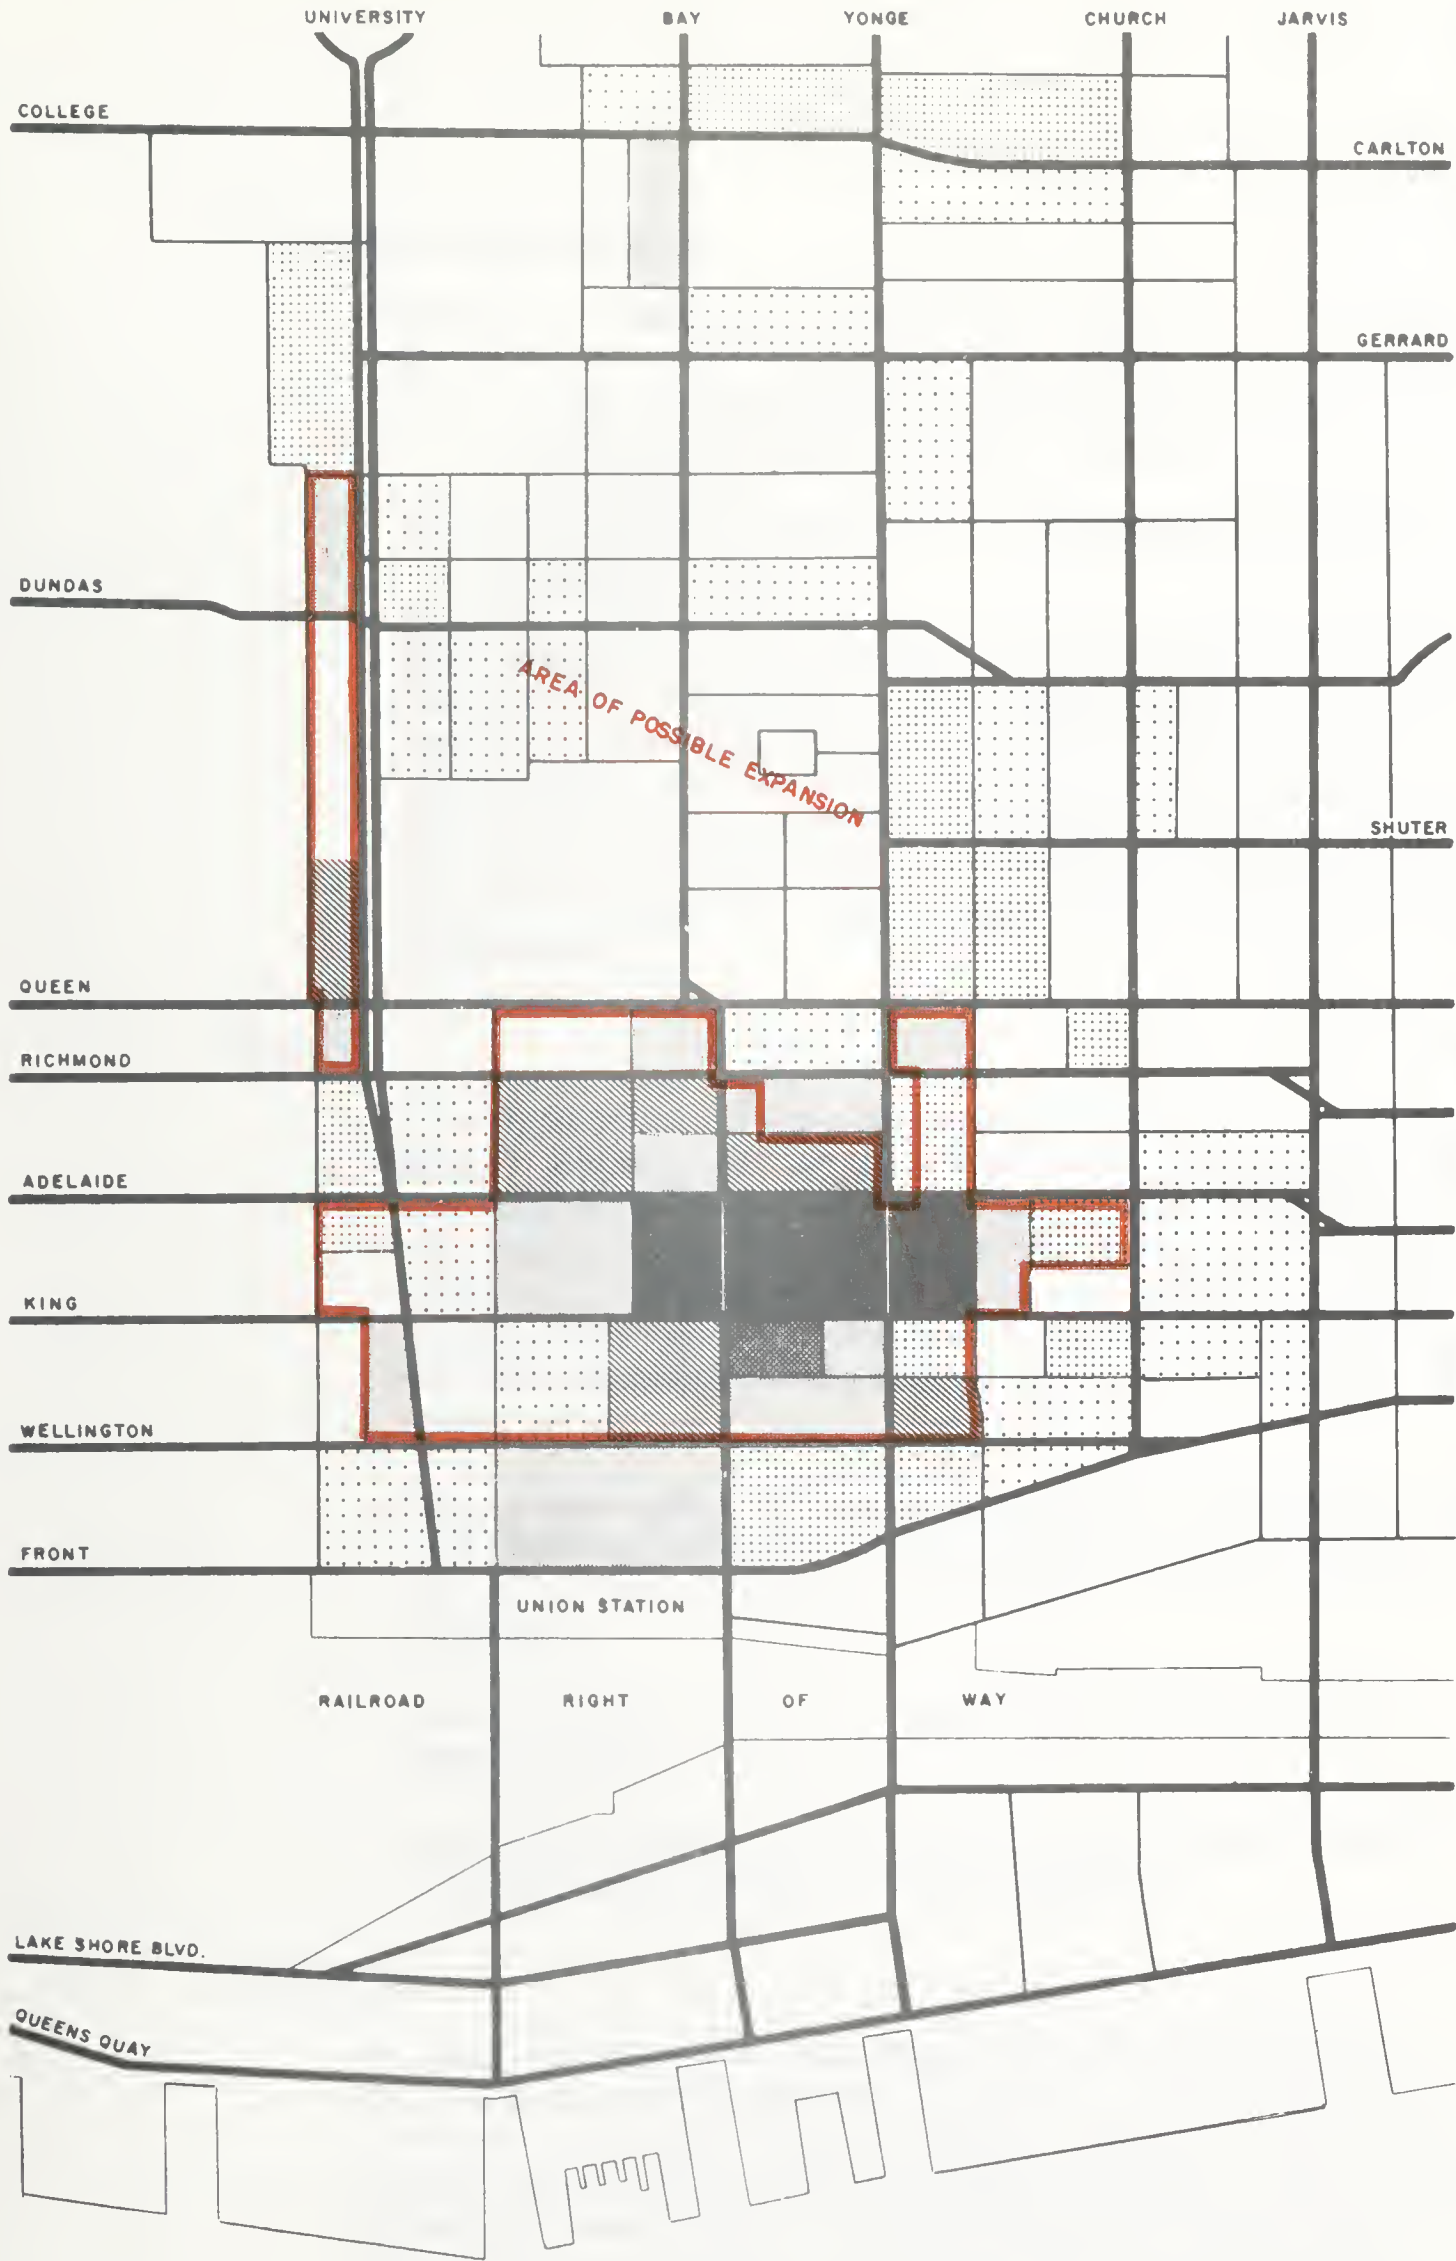 UNIVERSITY
BAY
YONGE
CHURCH
JARVIS
COLLEGE
CARLTON
GERRARD
DUNDAS
AREA OF POSSIBLE EXPANSION
SHUTER
QUEEN
RICHMOND
ADELAIDE
KING
WELLINGTON
FRONT
UNION STATION
RAILROAD RIGHT OF WAY
LAKE SHORE BLVD.
QUEENS QUAY